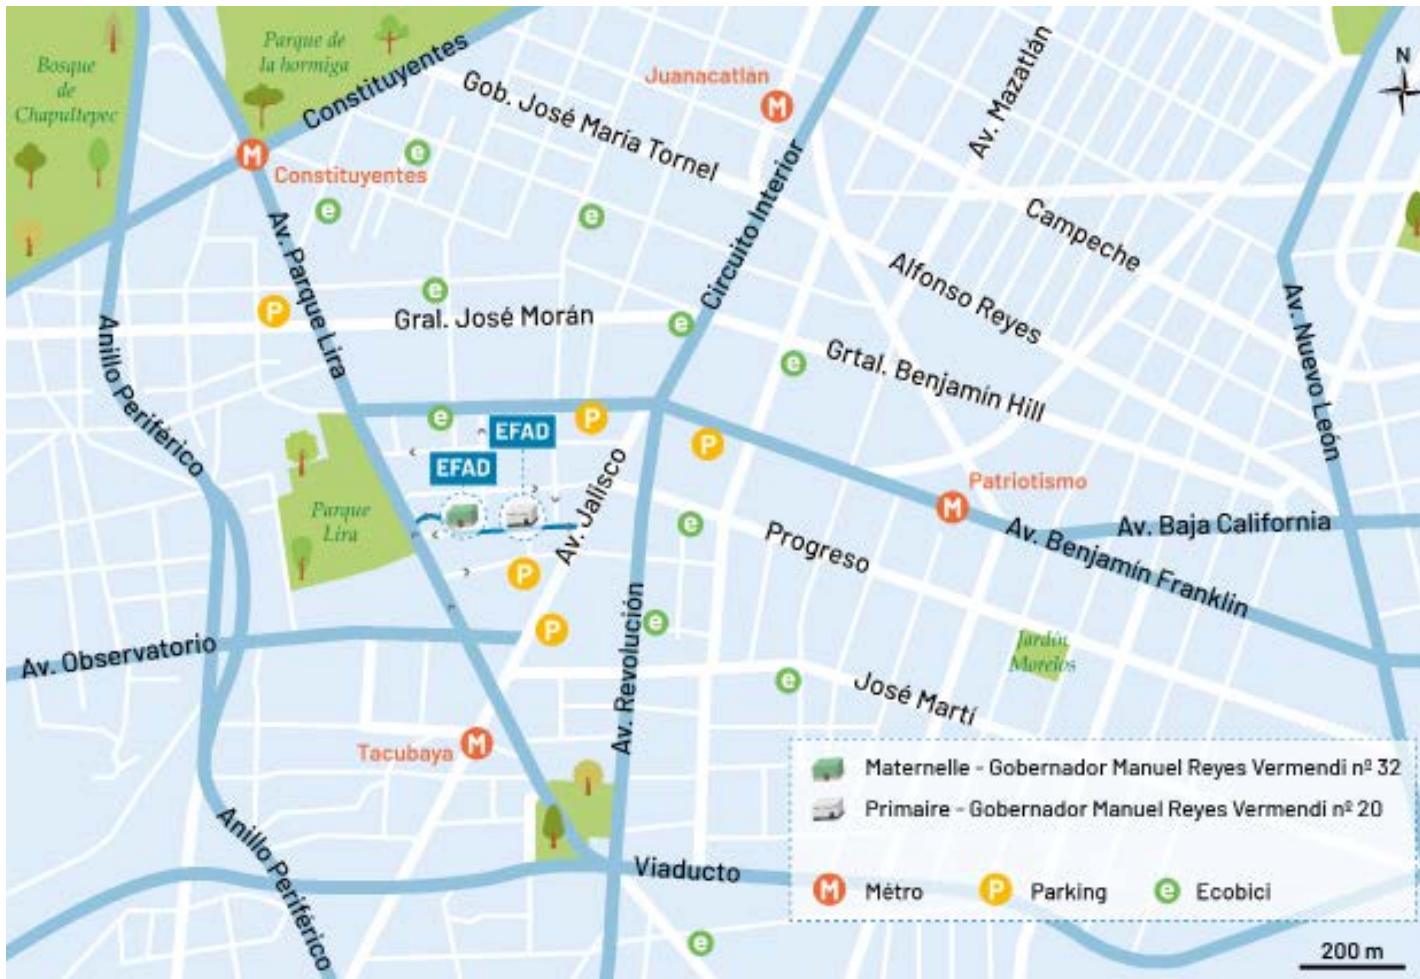 Bosque
de
Chapultepec
Parque de
la hormiga
Constituyentes
Gob. José María Tornel
Juanacatlán
M
Av. Mazatlán
N
M
Constituyentes
e
e
e
Av. Parque Lira
Circuito Interior
Campeche
Alfonso Reyes
Av. Nuevo León
P
e
Gral. José Morán
e
e
Grtal. Benjamín Hill
Anillo Periférico
e
P
EFAD
EFAD
P
Av. Jalisco
Patriotismo
M
Parque
Lira
e
Progreso
Av. Baja California
Av. Benjamín Franklin
P
P
Av. Revolución
e
Av. Observatorio
Jardín
Morelos
e
José Martí
Tacubaya
M
Anillo Periférico
Viaducto
e
Maternelle - Gobernador Manuel Reyes Vermendi nº 32
Primaire - Gobernador Manuel Reyes Vermendi nº 20
M Métro
P Parking
e Ecobici
200 m